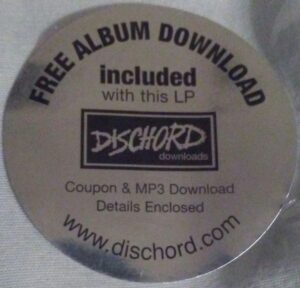 FREE ALBUM DOWNLOAD
included
with this LP
DISCHORD
downloads
Coupon & MP3 Download
Details Enclosed
www.dischord.com